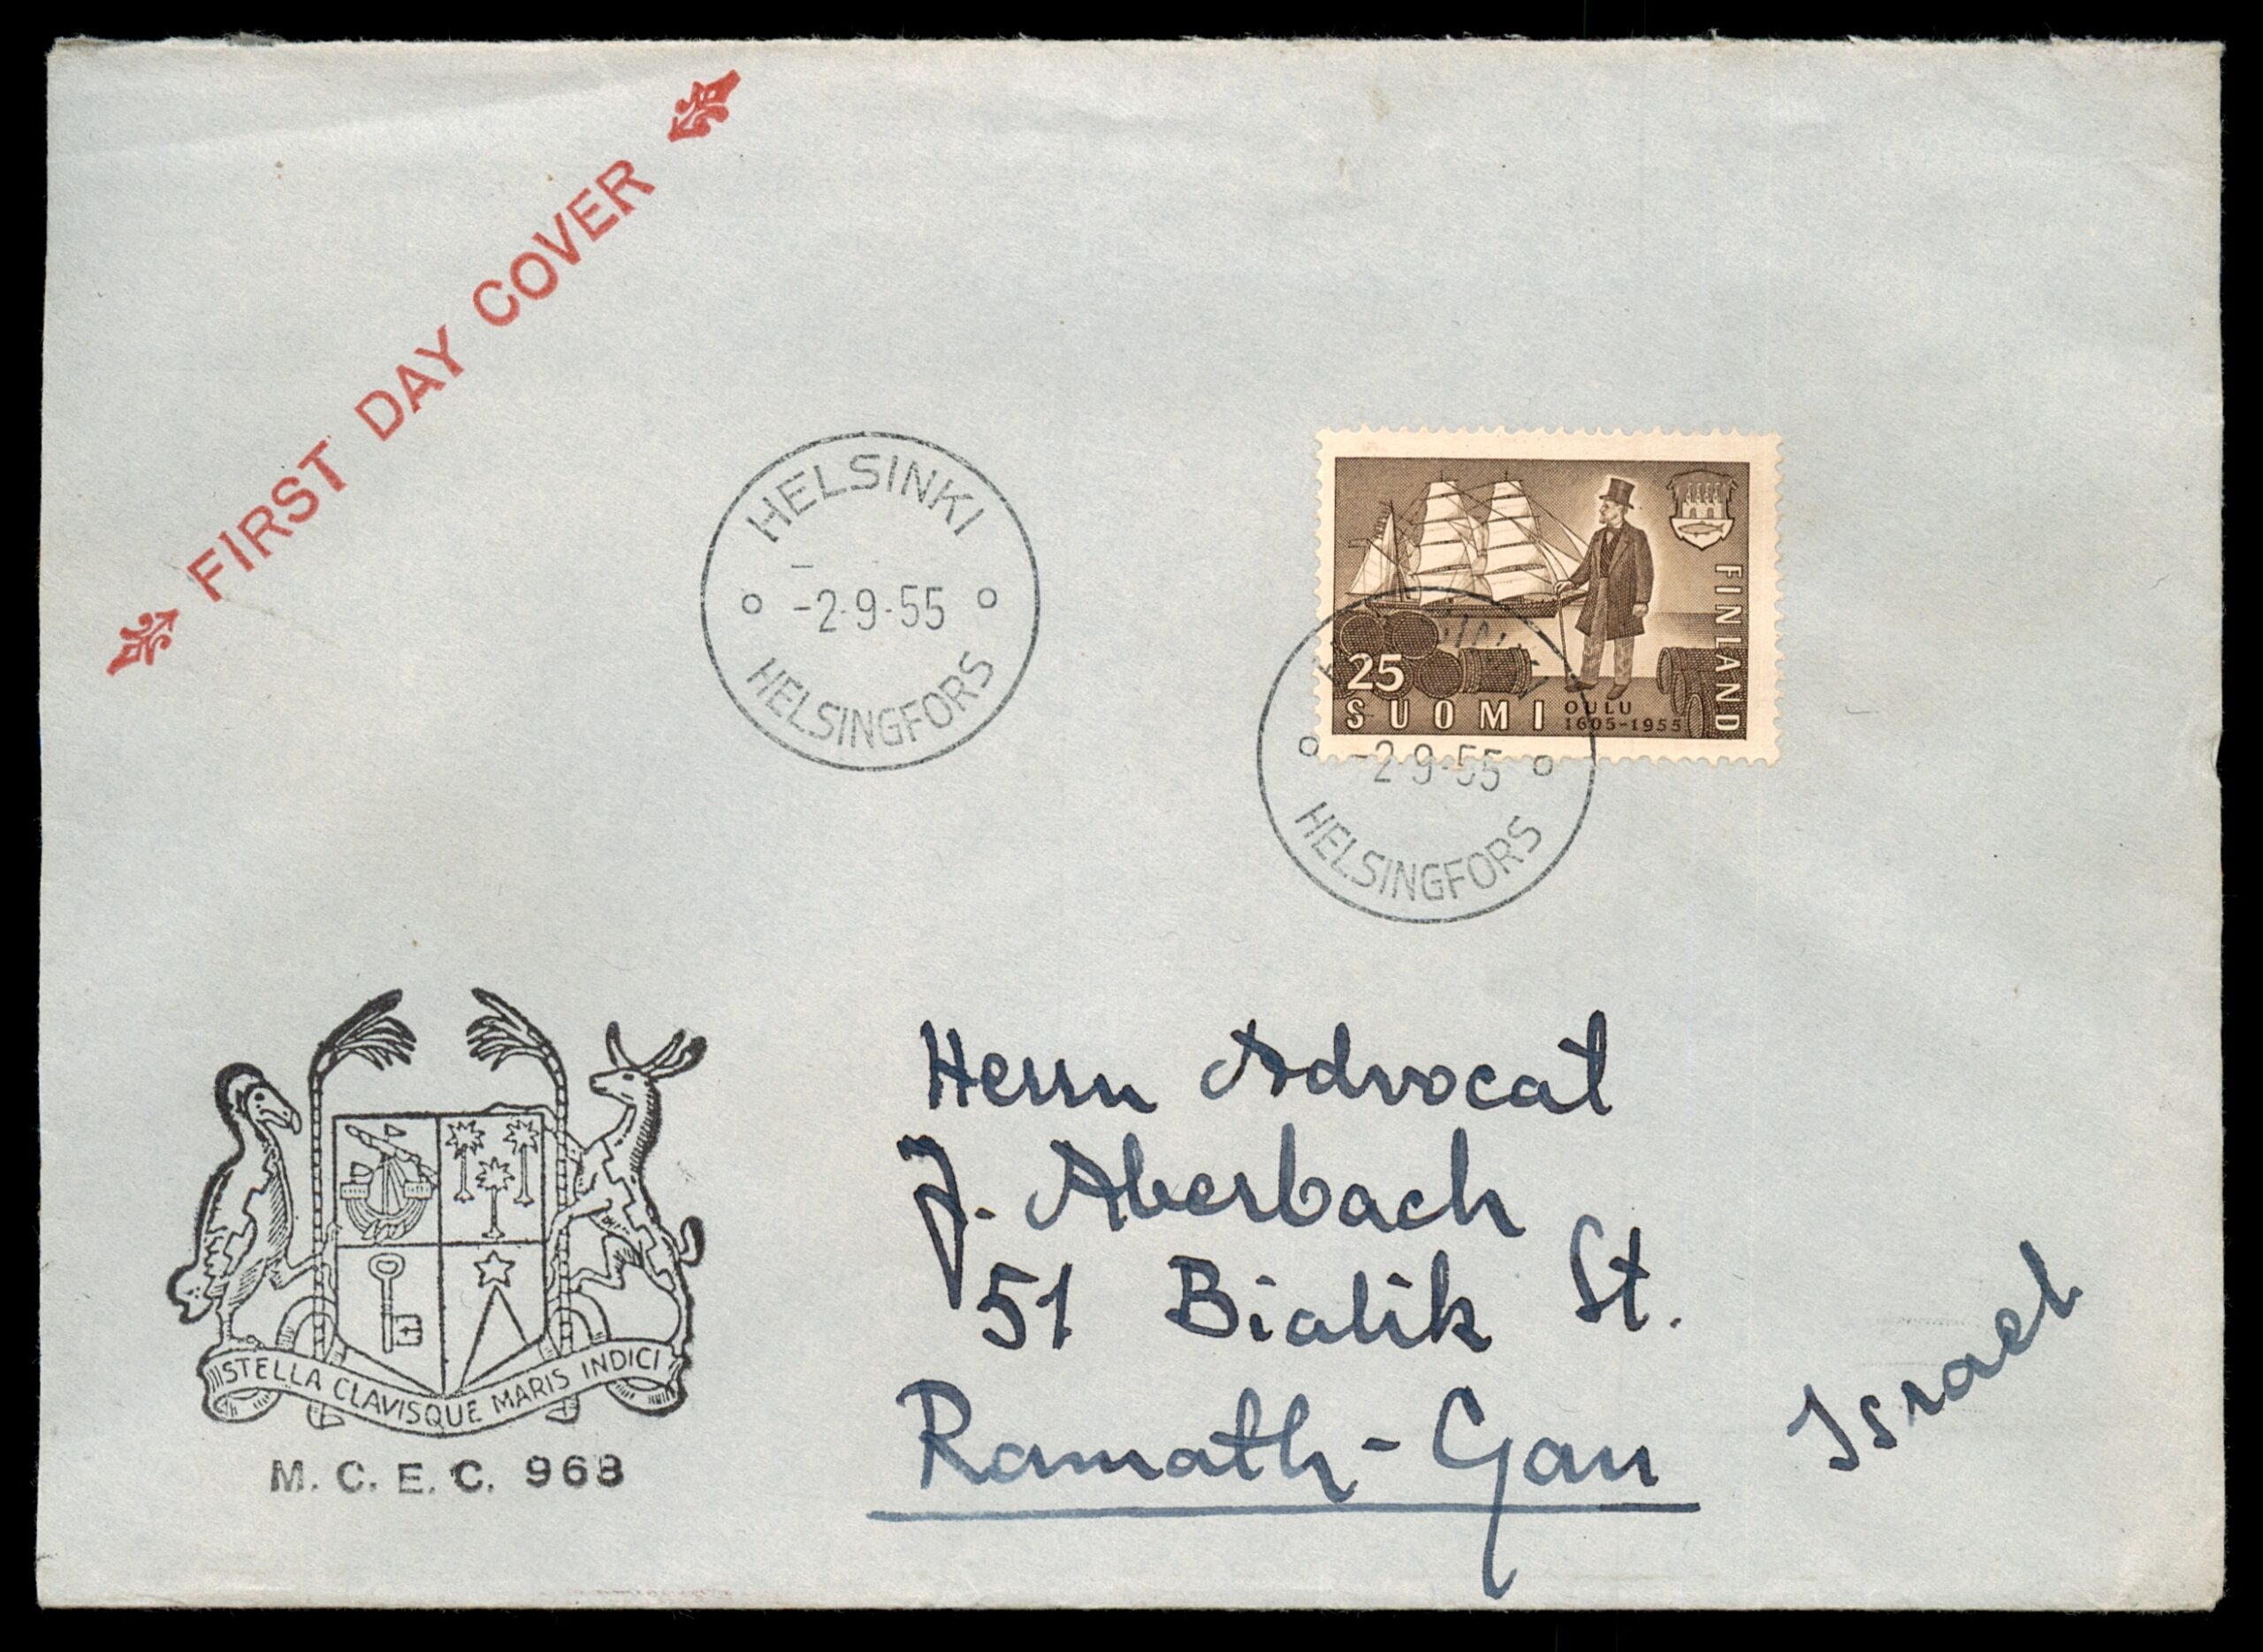 FIRST DAY COVER
HELSINKI
-2.9.55
HELSINGFORS
FINLAND
25
SUOMI
OULU
1605-1955
-2.9.55
HELSINGFORS
Herrn Advocat
J. Aberbach
51 Bialik St.
Ramath-Gan
Israel
STELLA CLAVISQUE MARIS INDICI
M. C. E. C. 968